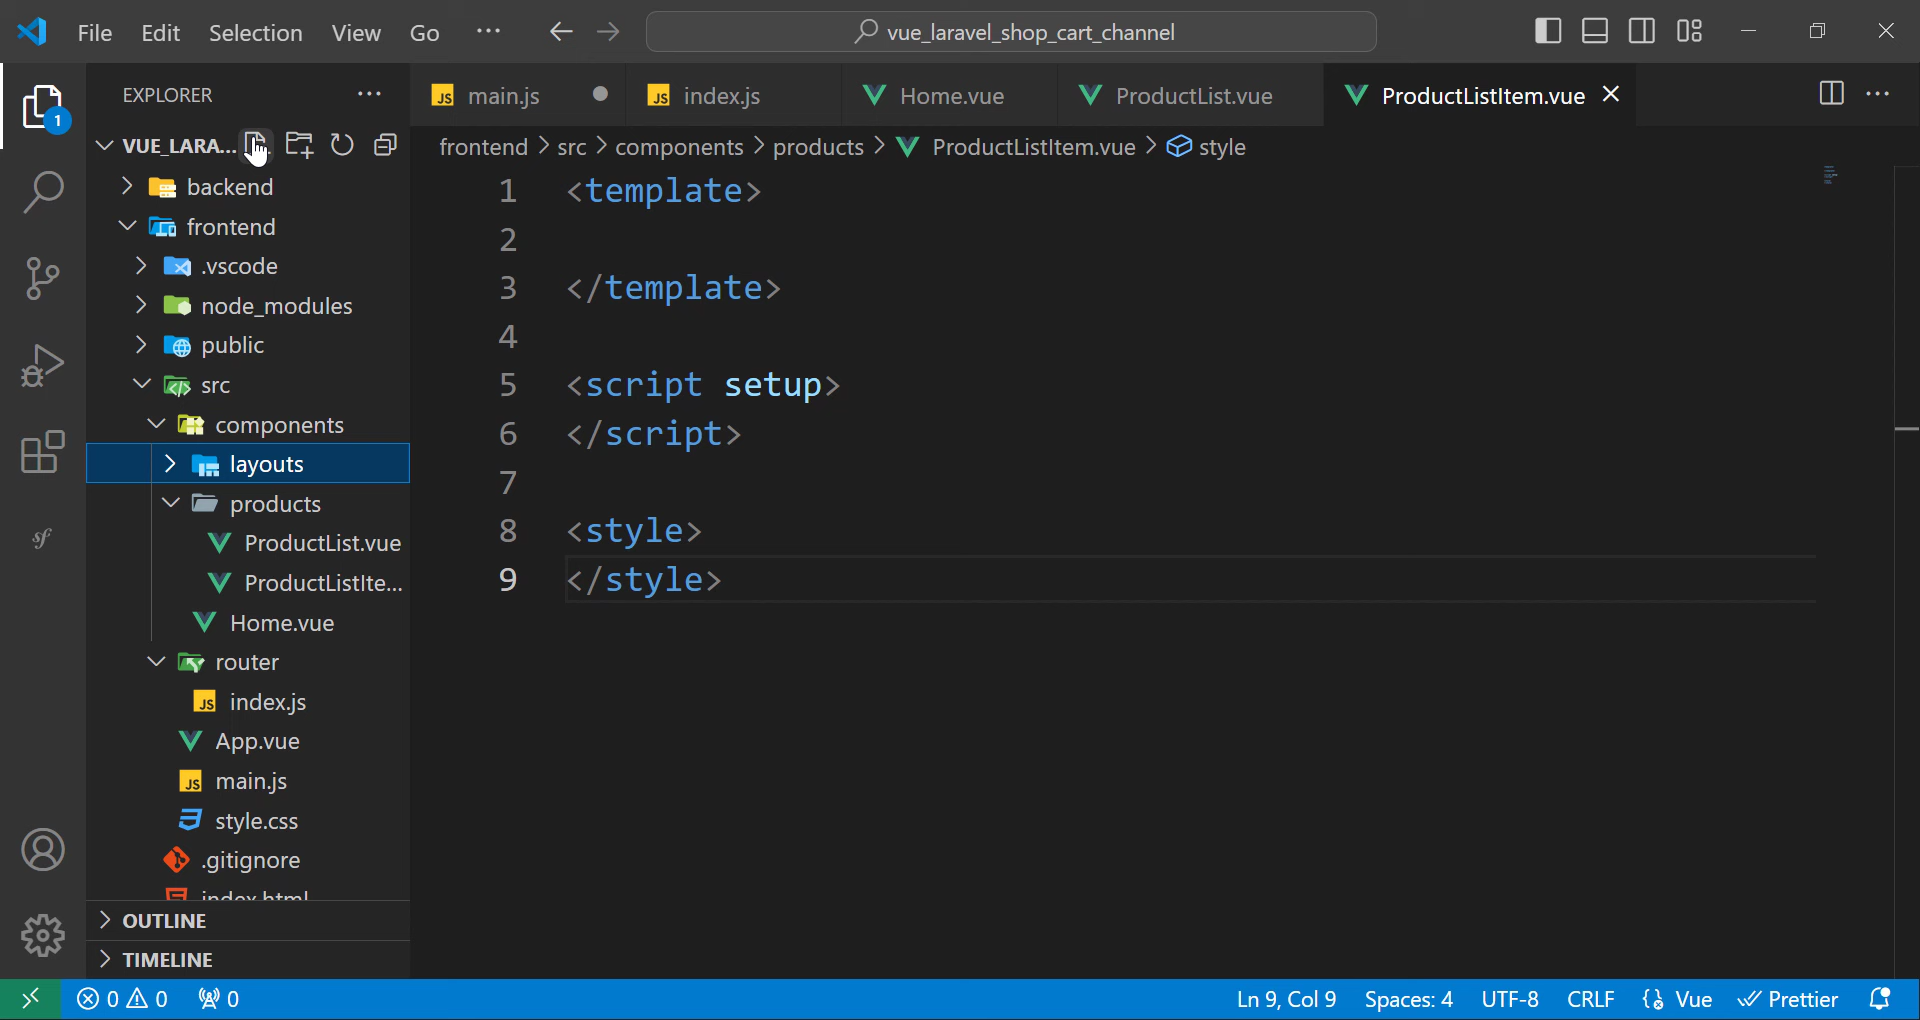 File Edit Selection View Go ··· vue_laravel_shop_cart_channel
EXPLORER ···
main.js index.js Home.vue ProductList.vue ProductListItem.vue
VUE_LARA...
frontend > src > components > products > ProductListItem.vue > style
backend
frontend
.vscode
node_modules
public
src
components
layouts
products
ProductList.vue
ProductListIte...
Home.vue
router
index.js
App.vue
main.js
style.css
.gitignore
index.html
OUTLINE
TIMELINE
1 <template>
2
3 </template>
4
5 <script setup>
6 </script>
7
8 <style>
9 </style>
1
sf
0 0 0 Ln 9, Col 9 Spaces: 4 UTF-8 CRLF Vue Prettier